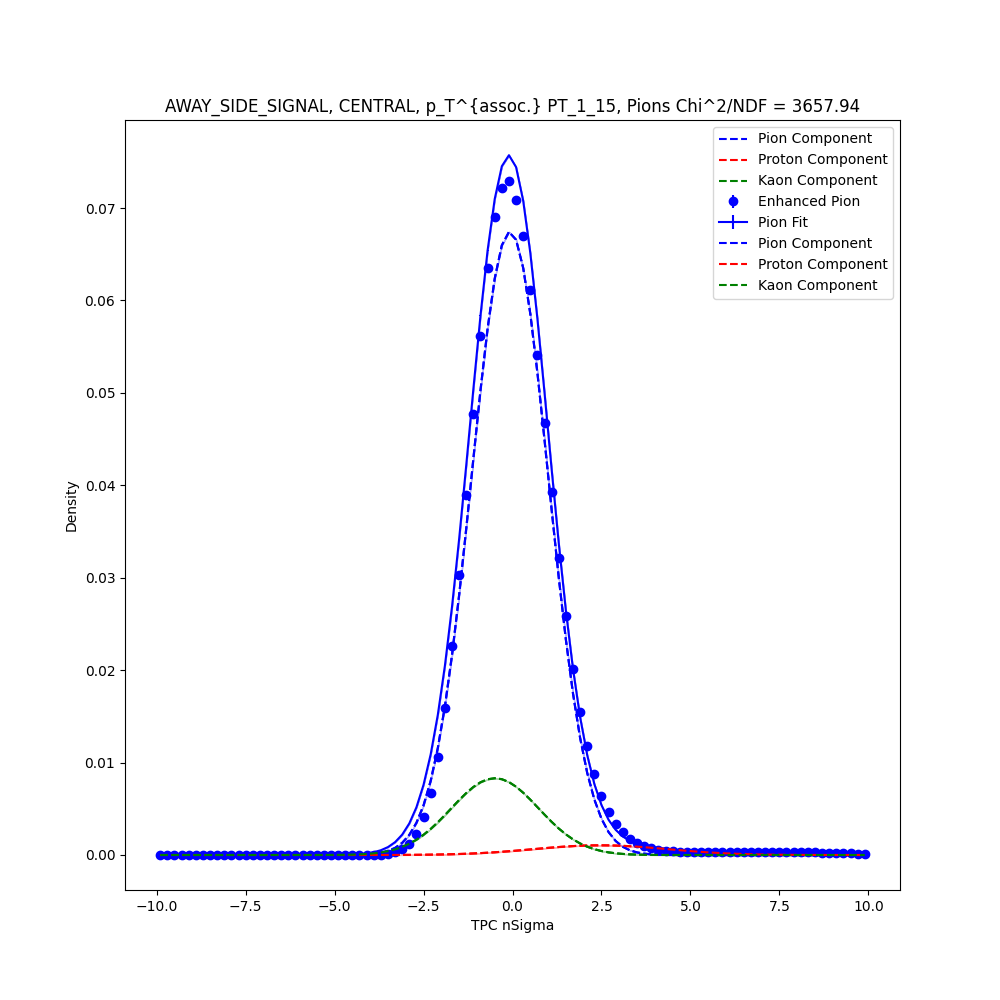 AWAY_SIDE_SIGNAL, CENTRAL, p_T^{assoc.} PT_1_15, Pions Chi^2/NDF = 3657.94
Pion Component
Proton Component
Kaon Component
Enhanced Pion
Pion Fit
Pion Component
Proton Component
Kaon Component
0.07
0.06
0.05
0.04
0.03
0.02
0.01
0.00
Density
−10.0 −7.5 −5.0 −2.5 0.0 2.5 5.0 7.5 10.0
TPC nSigma